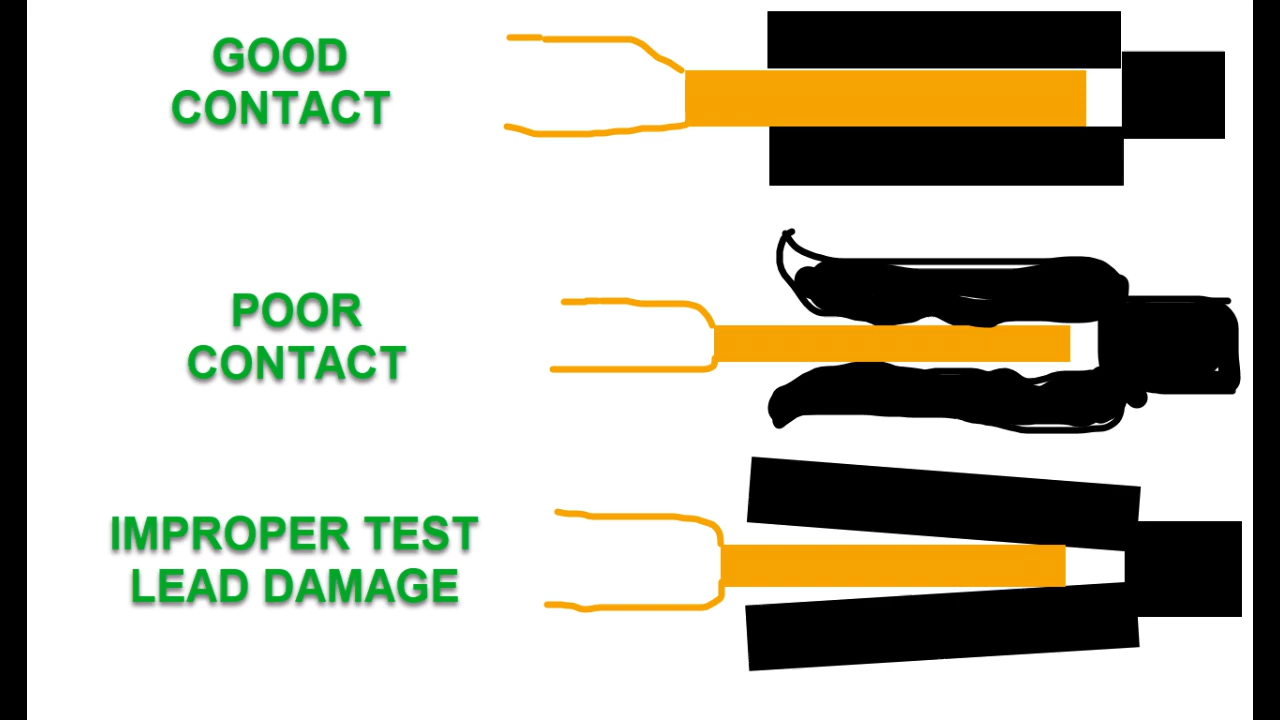 GOOD
CONTACT
POOR
CONTACT
IMPROPER TEST
LEAD DAMAGE